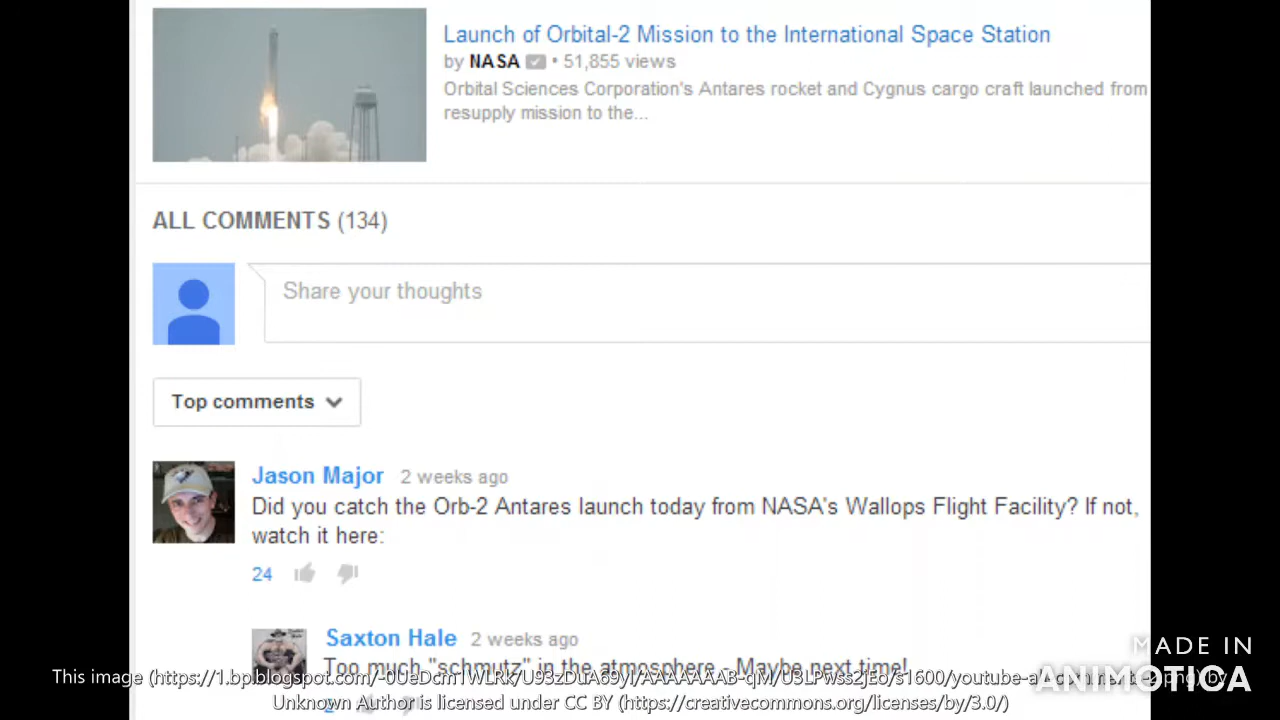 Launch of Orbital-2 Mission to the International Space Station
by NASA • 51,855 views
Orbital Sciences Corporation's Antares rocket and Cygnus cargo craft launched from
resupply mission to the...
ALL COMMENTS (134)
Share your thoughts
Top comments
Jason Major 2 weeks ago
Did you catch the Orb-2 Antares launch today from NASA's Wallops Flight Facility? If not,
watch it here:
24
Saxton Hale 2 weeks ago
Too much "schmutz" in the atmosphere - Maybe next time!
MADE IN
ANIMOTICA
This image by
Unknown Author is licensed under CC BY (https://creativecommons.org/licenses/by/3.0/)